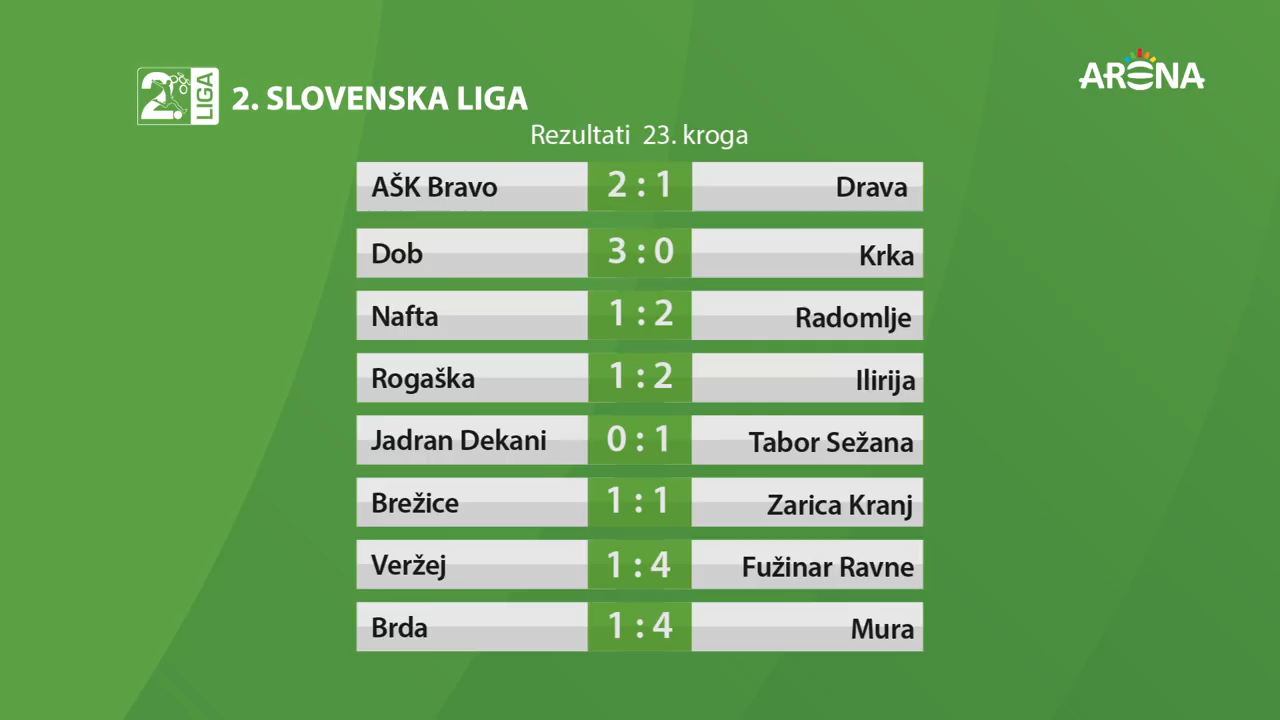 2. LIGA
2. SLOVENSKA LIGA
ARENA
Rezultati 23. kroga
AŠK Bravo 2 : 1 Drava
Dob 3 : 0 Krka
Nafta 1 : 2 Radomlje
Rogaška 1 : 2 Ilirija
Jadran Dekani 0 : 1 Tabor Sežana
Brežice 1 : 1 Zarica Kranj
Veržej 1 : 4 Fužinar Ravne
Brda 1 : 4 Mura